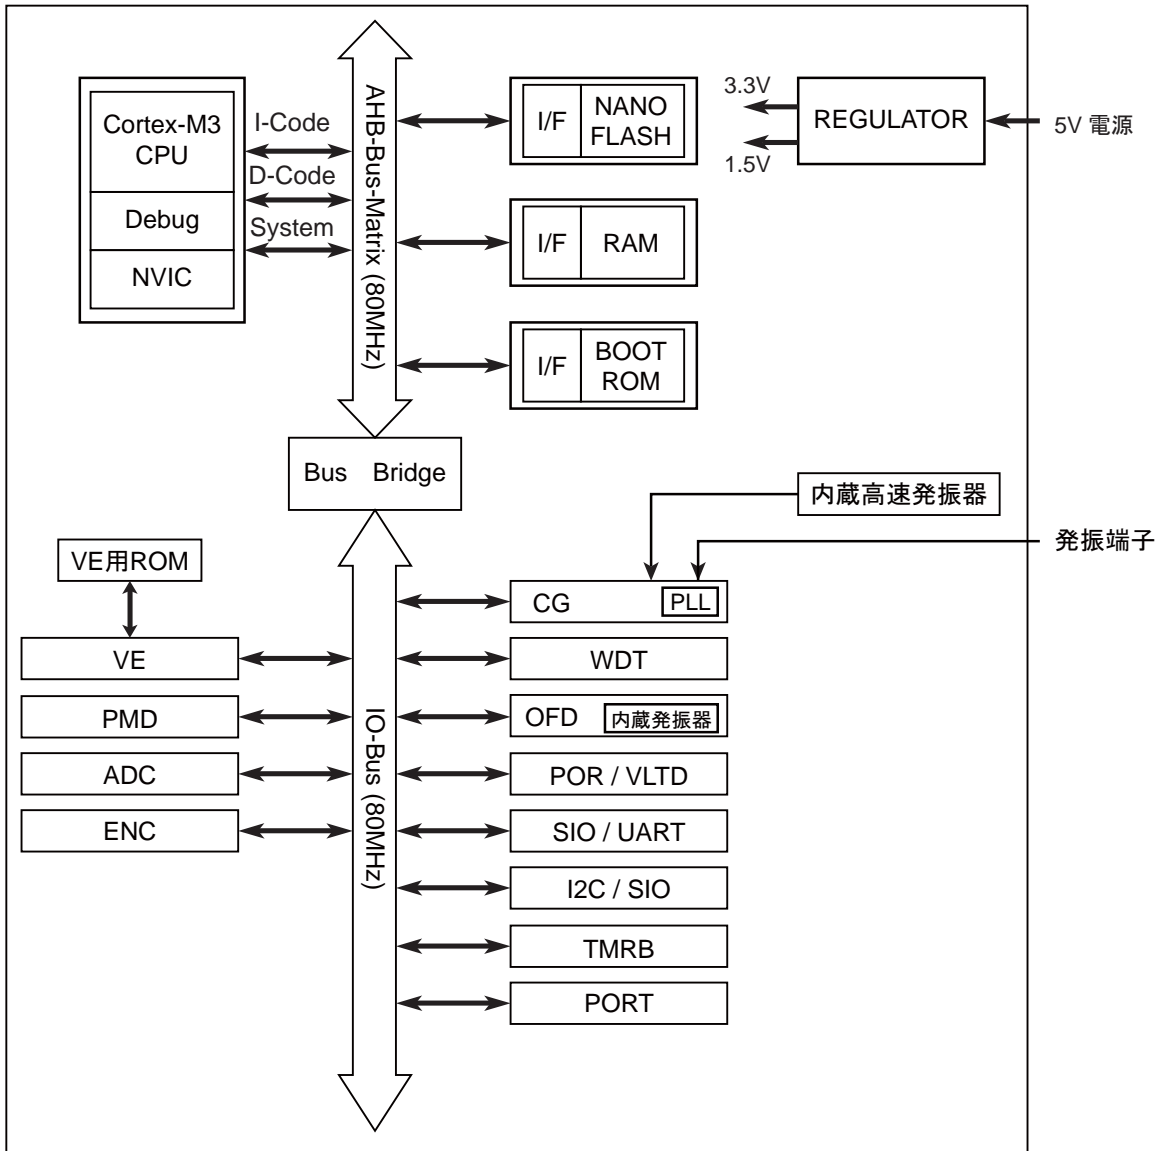 Cortex-M3
CPU
Debug
NVIC
I-Code
D-Code
System
AHB-Bus-Matrix (80MHz)
I/F
NANO
FLASH
I/F
RAM
I/F
BOOT
ROM
3.3V
1.5V
REGULATOR
5V 電源
Bus Bridge
内蔵高速発振器
発振端子
VE用ROM
VE
PMD
ADC
ENC
IO-Bus (80MHz)
CG
PLL
WDT
OFD
内蔵発振器
POR / VLTD
SIO / UART
I2C / SIO
TMRB
PORT